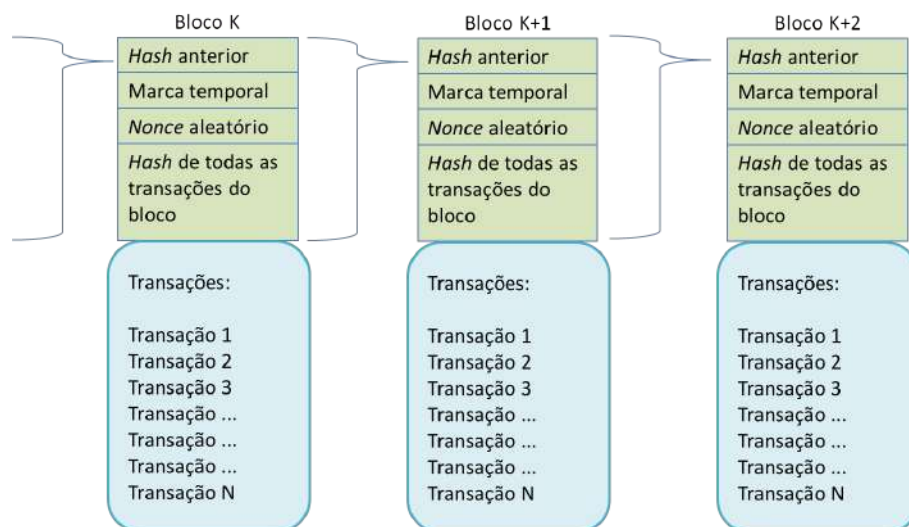 Bloco K
Hash anterior
Marca temporal
Nonce aleatório
Hash de todas as
transações do
bloco
Transações:
Transação 1
Transação 2
Transação 3
Transação ...
Transação ...
Transação ...
Transação N
Bloco K+1
Hash anterior
Marca temporal
Nonce aleatório
Hash de todas as
transações do
bloco
Transações:
Transação 1
Transação 2
Transação 3
Transação ...
Transação ...
Transação ...
Transação N
Bloco K+2
Hash anterior
Marca temporal
Nonce aleatório
Hash de todas as
transações do
bloco
Transações:
Transação 1
Transação 2
Transação 3
Transação ...
Transação ...
Transação ...
Transação N